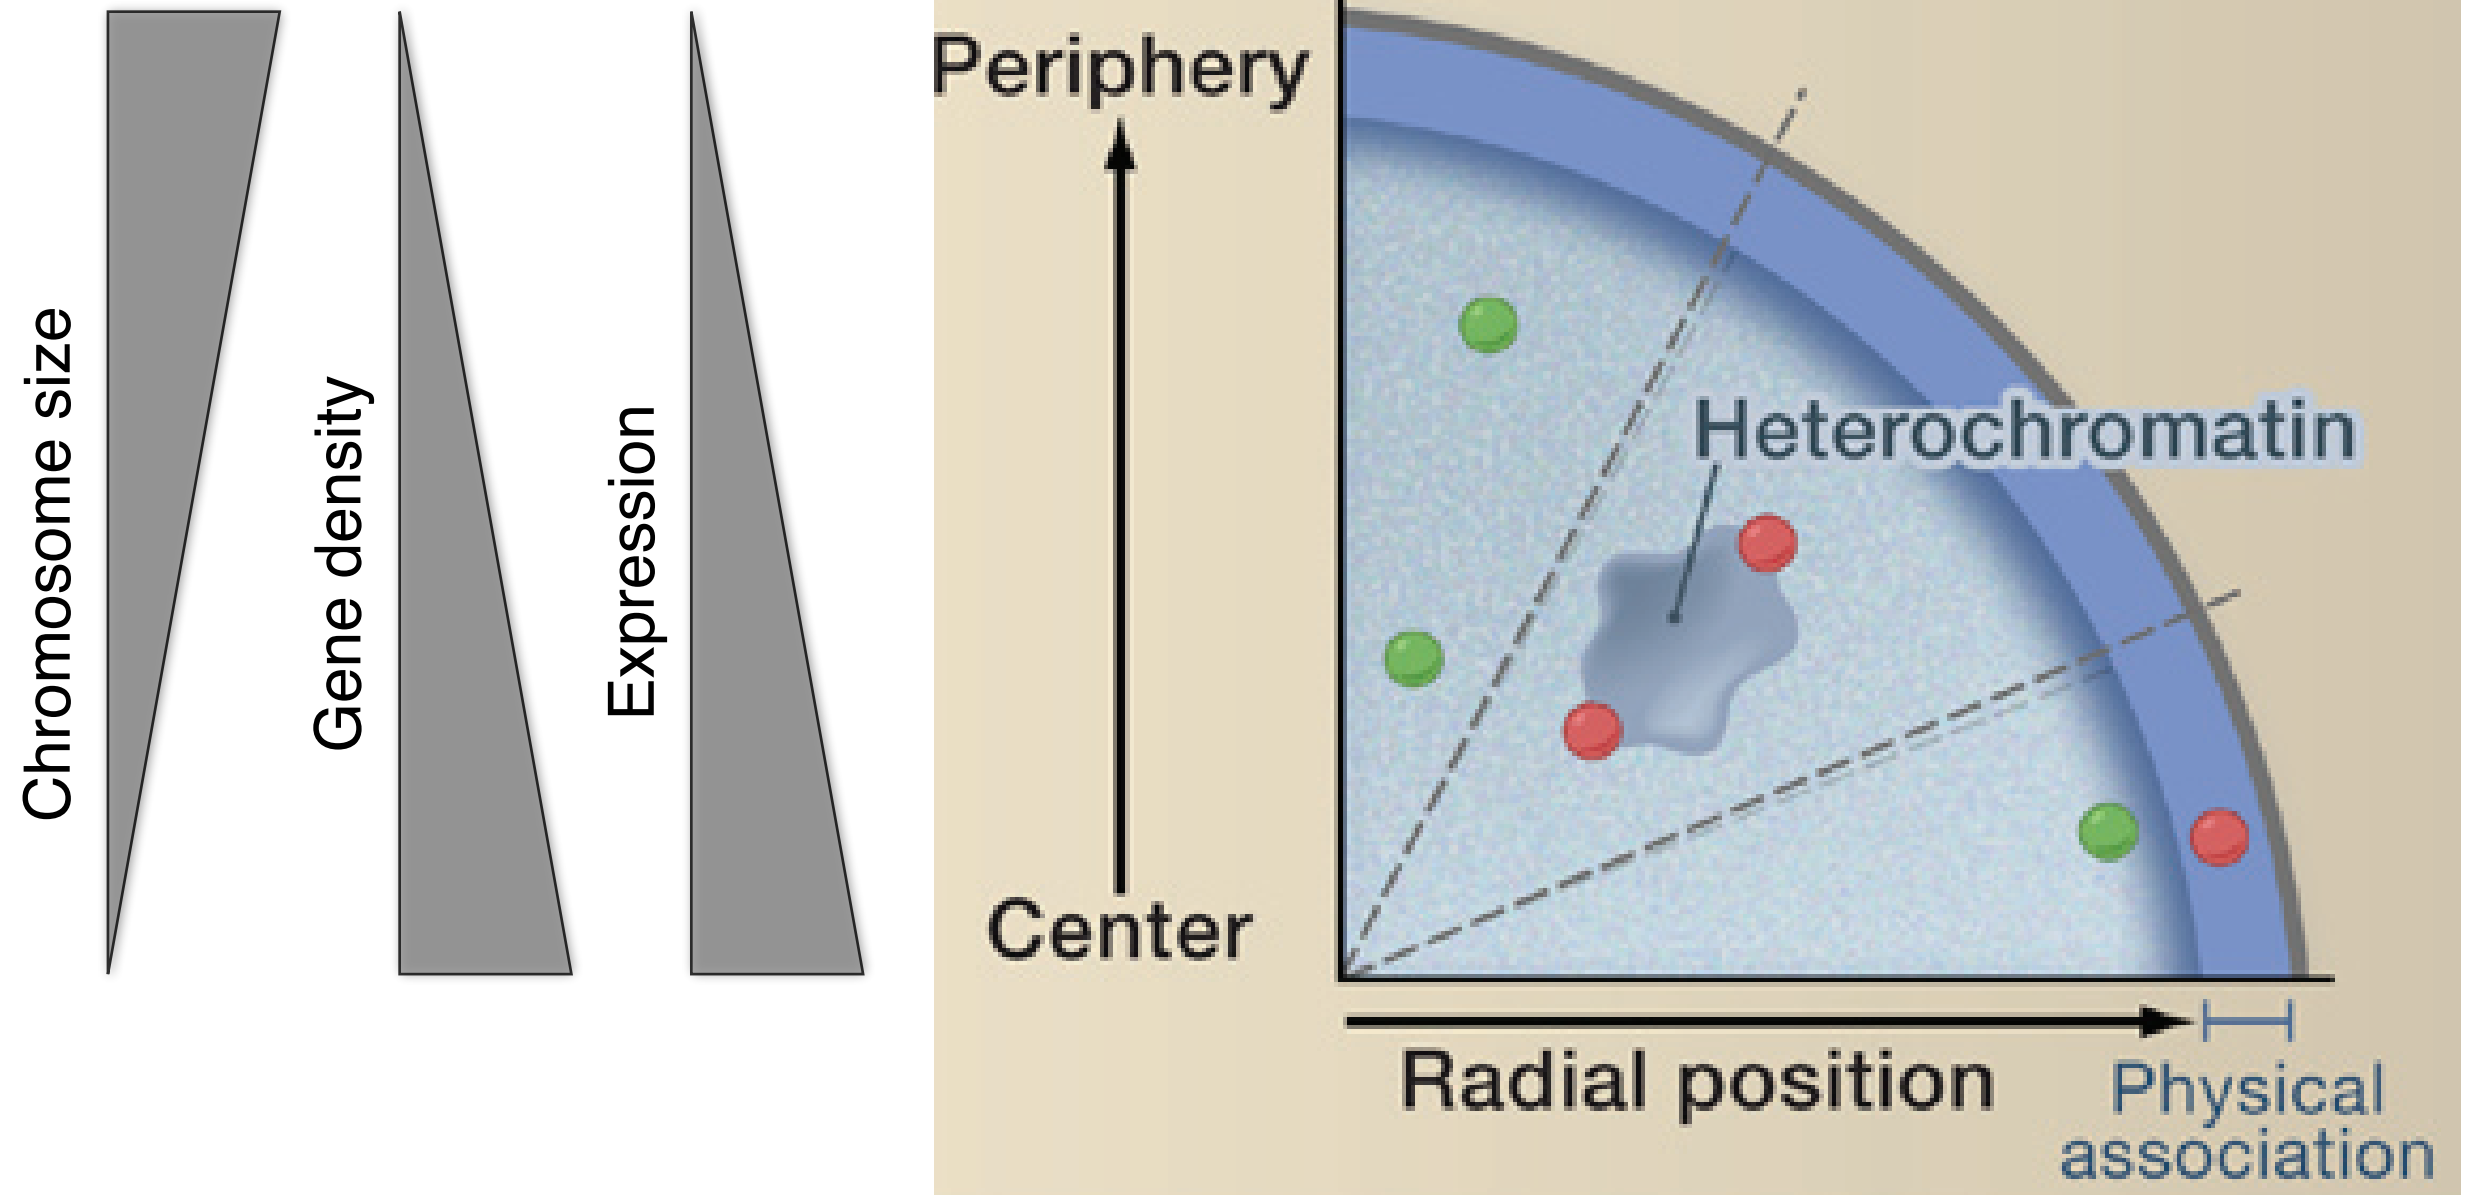 Chromosome size
Gene density
Expression
Periphery
Center
Heterochromatin
Radial position
Physical
association